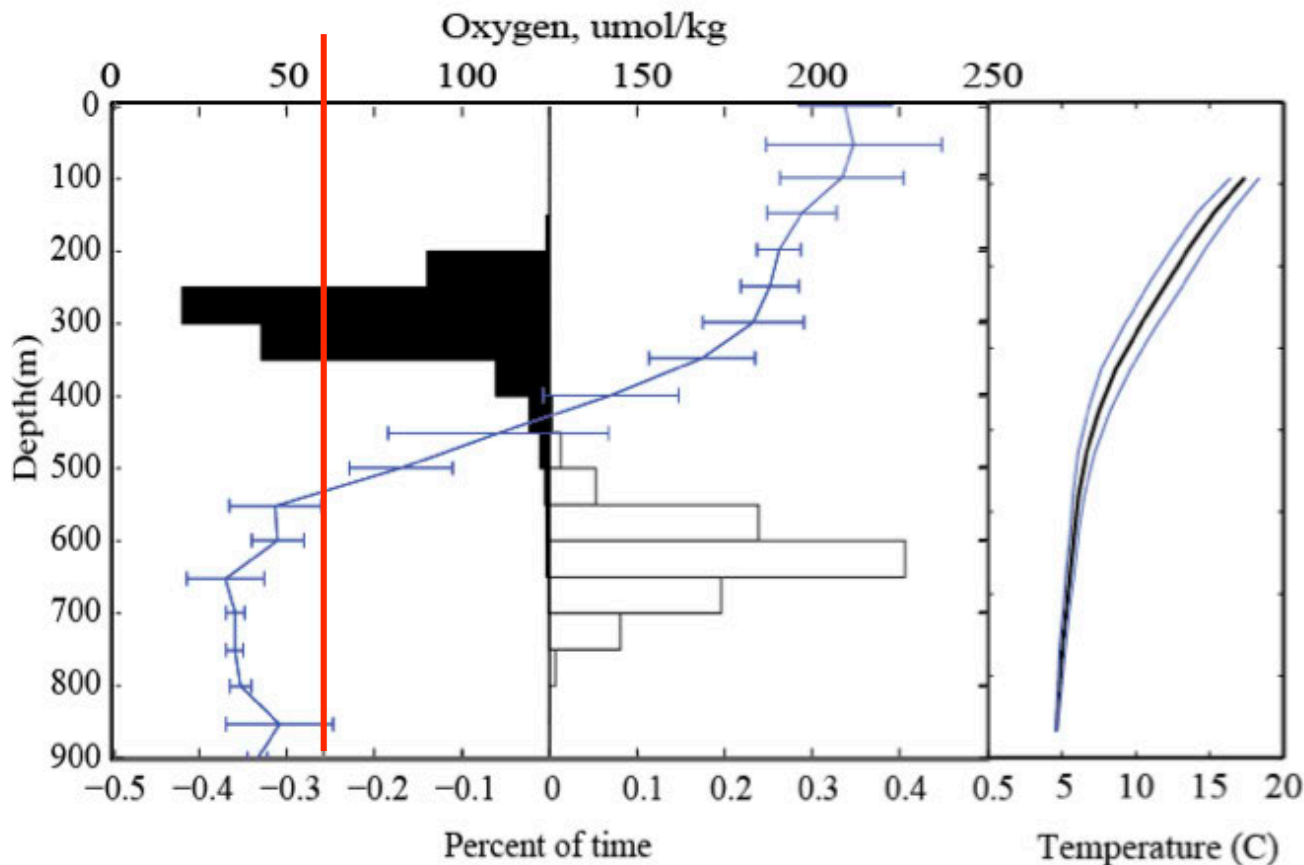 Oxygen, umol/kg
0 50 100 150 200 250
0
100
200
300
400
500
600
700
800
900
Depth(m)
−0.5 −0.4 −0.3 −0.2 −0.1 0 0.1 0.2 0.3 0.4 0.5
5 10 15 20
Percent of time
Temperature (C)